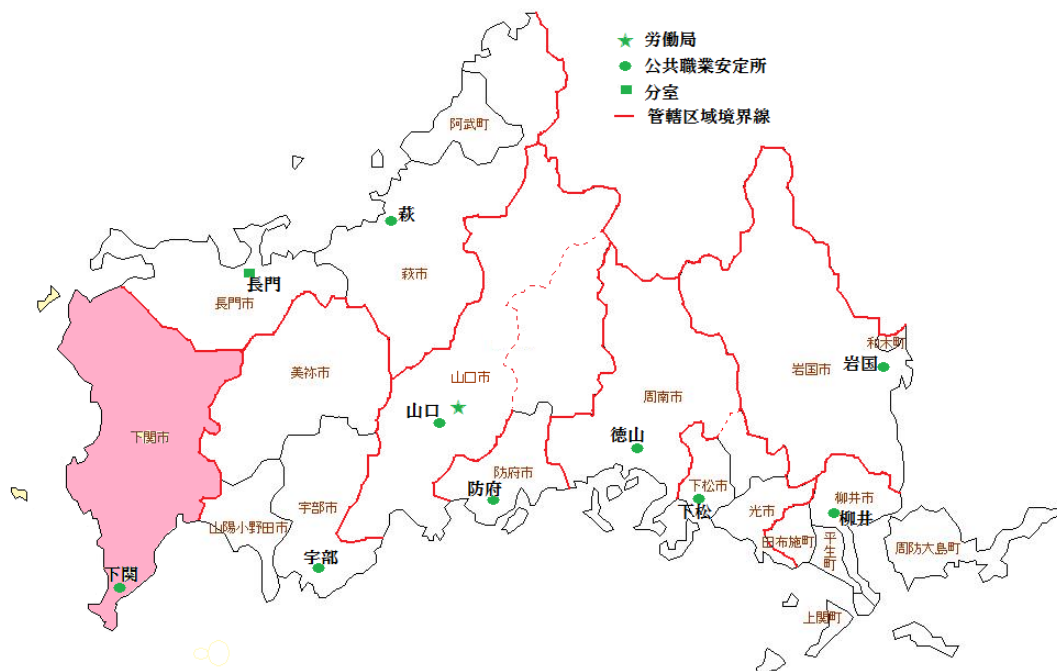 労働局
公共職業安定所
分室
管轄区域境界線
阿武町
萩
萩市
長門
長門市
美祢市
山口市
山口
下関市
下関
山陽小野田市
宇部市
宇部
防府市
防府
周南市
徳山
下松市
下松
光市
田布施町
岩国市
岩国
和木町
柳井市
柳井
平生町
周防大島町
上関町